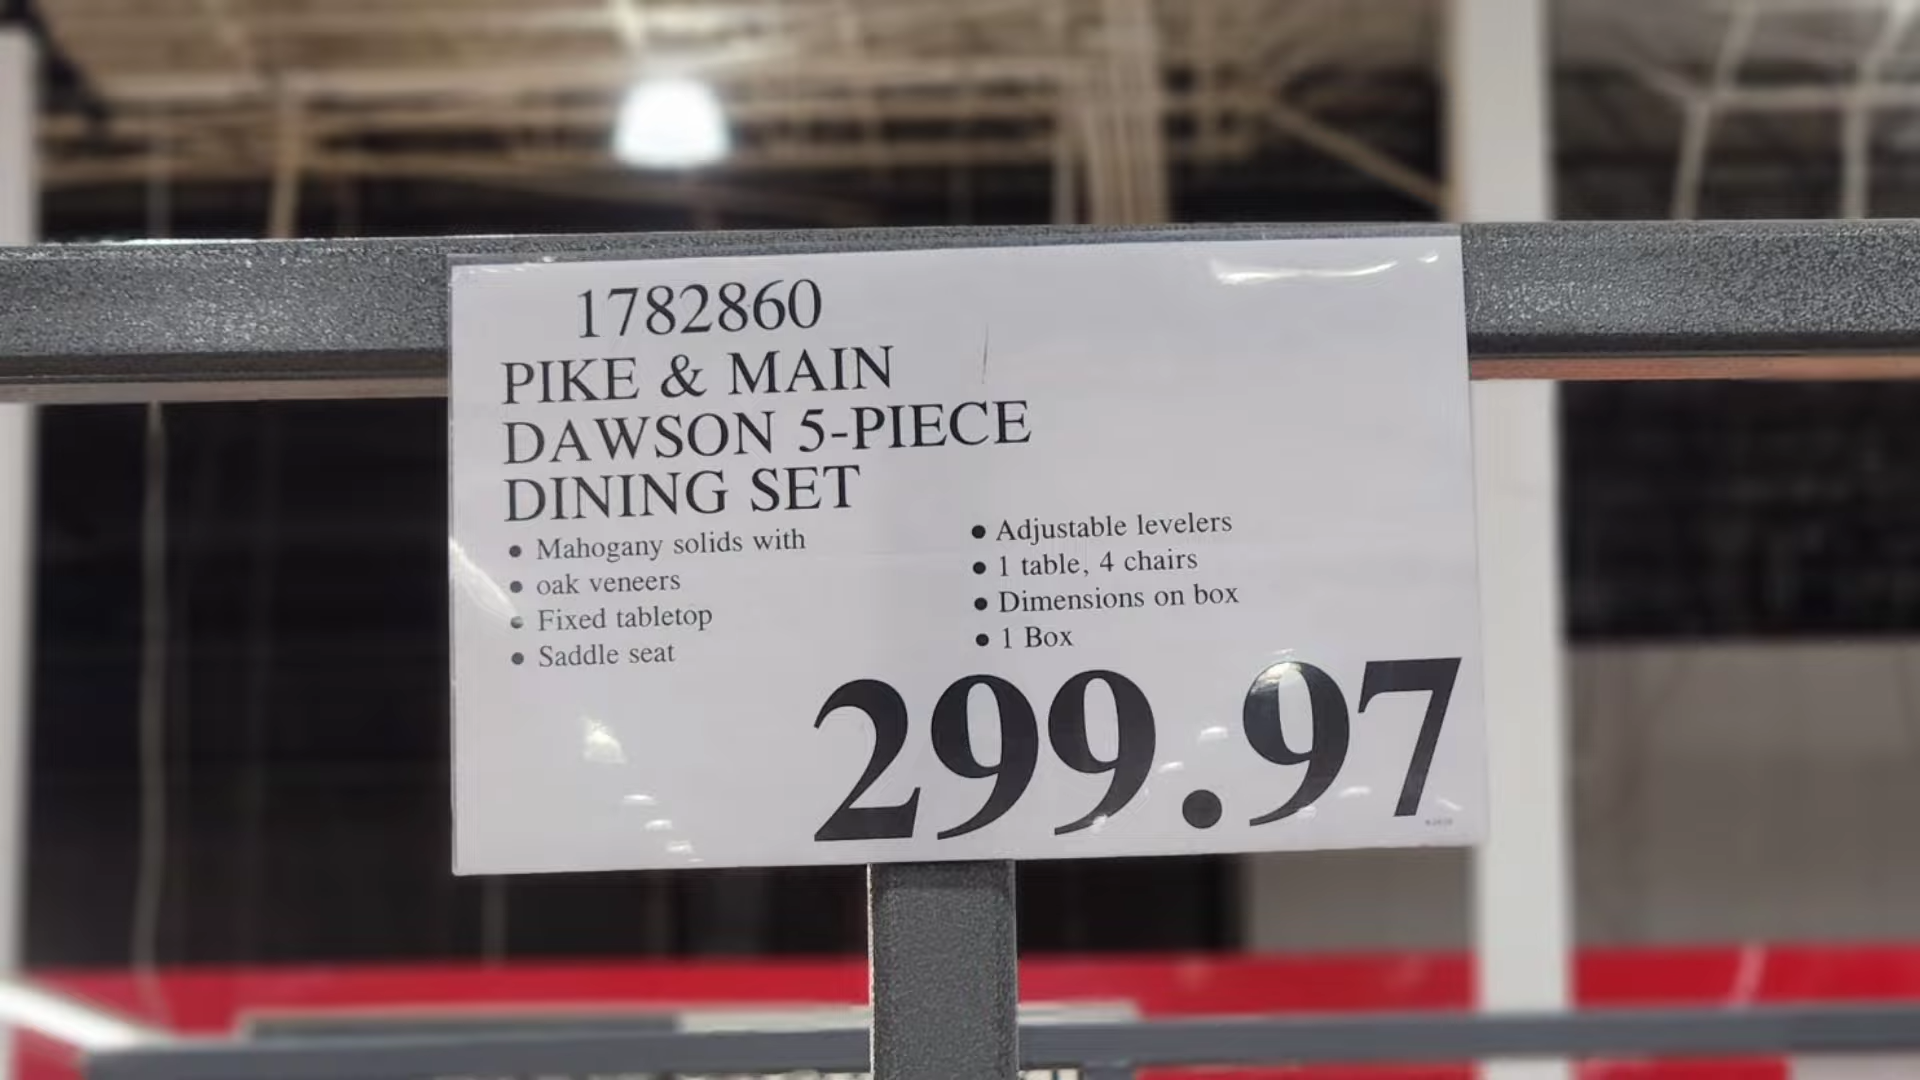 1782860
PIKE & MAIN
DAWSON 5-PIECE
DINING SET
• Mahogany solids with
• oak veneers
• Fixed tabletop
• Saddle seat
• Adjustable levelers
• 1 table, 4 chairs
• Dimensions on box
• 1 Box
299.97